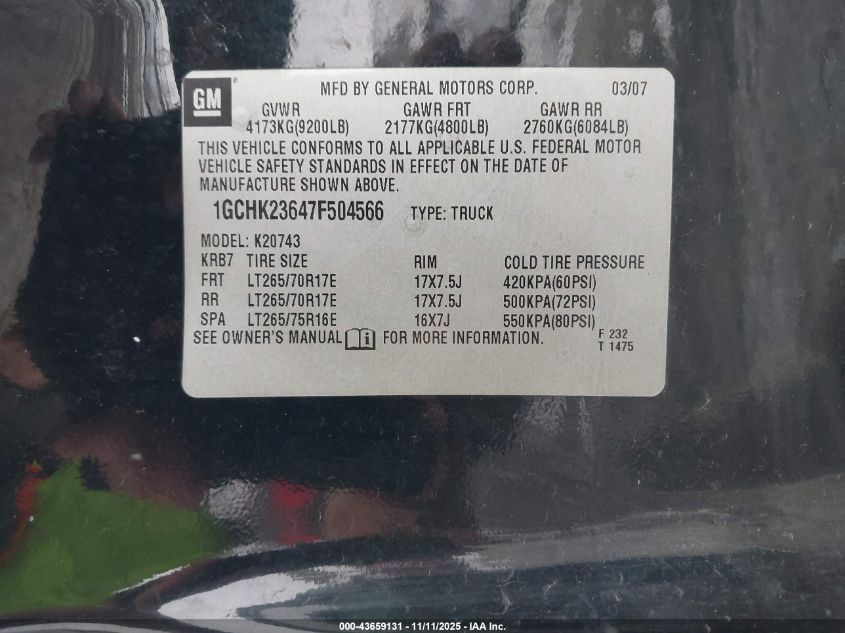 GM
MFD BY GENERAL MOTORS CORP. 03/07
GVWR GAWR FRT GAWR RR
4173KG(9200LB) 2177KG(4800LB) 2760KG(6084LB)
THIS VEHICLE CONFORMS TO ALL APPLICABLE U.S. FEDERAL MOTOR
VEHICLE SAFETY STANDARDS IN EFFECT ON THE DATE OF
MANUFACTURE SHOWN ABOVE.
1GCHK23647F504566 TYPE: TRUCK
MODEL: K20743
KRB7 TIRE SIZE RIM COLD TIRE PRESSURE
FRT LT265/70R17E 17X7.5J 420KPA(60PSI)
RR LT265/70R17E 17X7.5J 500KPA(72PSI)
SPA LT265/75R16E 16X7J 550KPA(80PSI)
SEE OWNER'S MANUAL i FOR MORE INFORMATION.
F 232
T 1475
000-43659131 - 11/11/2025 - IAA Inc.